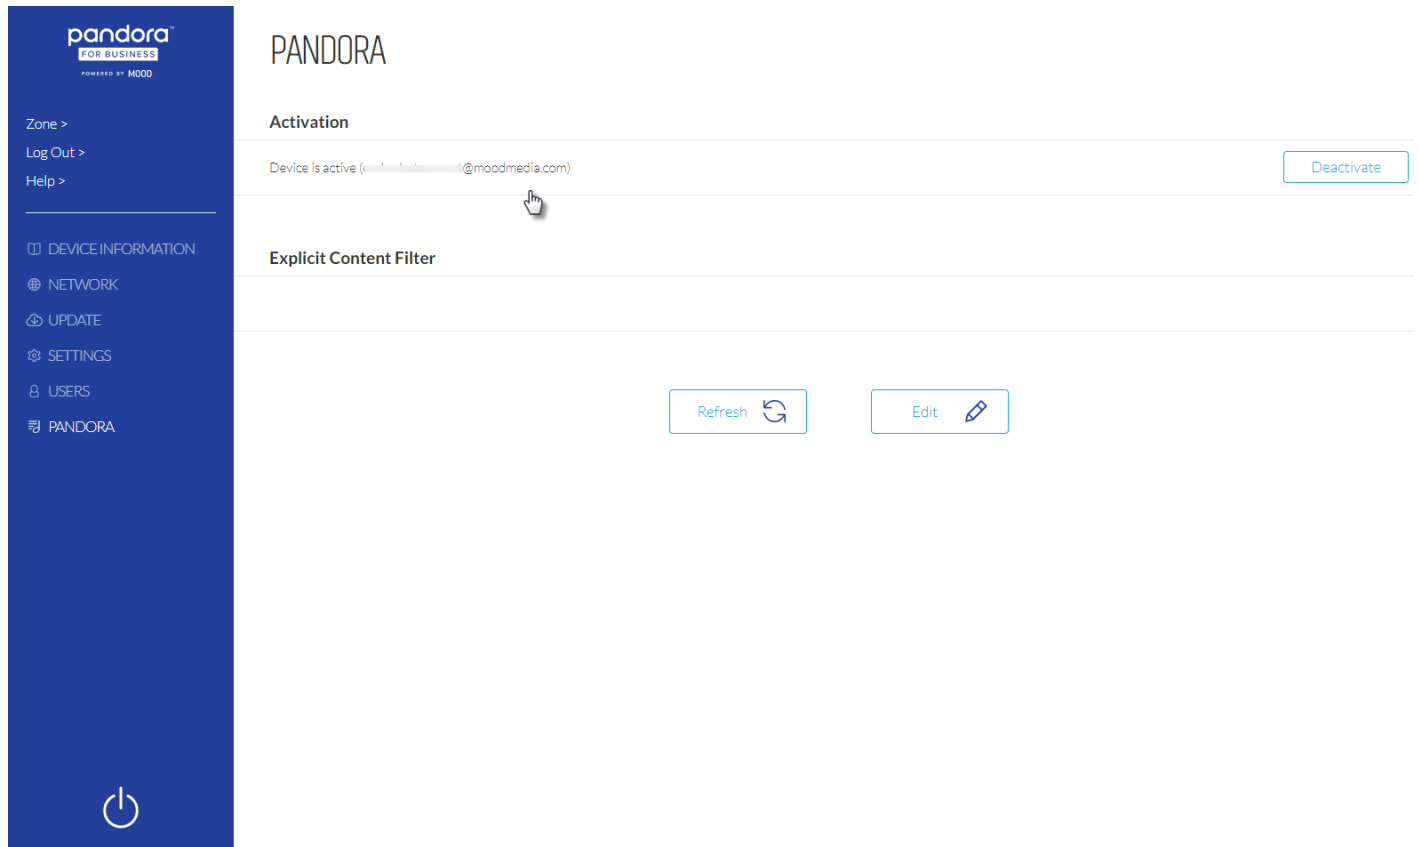 pandora™
FOR BUSINESS
POWERED BY MOOD
Zone >
Log Out >
Help >
DEVICE INFORMATION
NETWORK
UPDATE
SETTINGS
USERS
PANDORA
PANDORA
Activation
Device is active ( @moodmedia.com)
Deactivate
Explicit Content Filter
Refresh
Edit